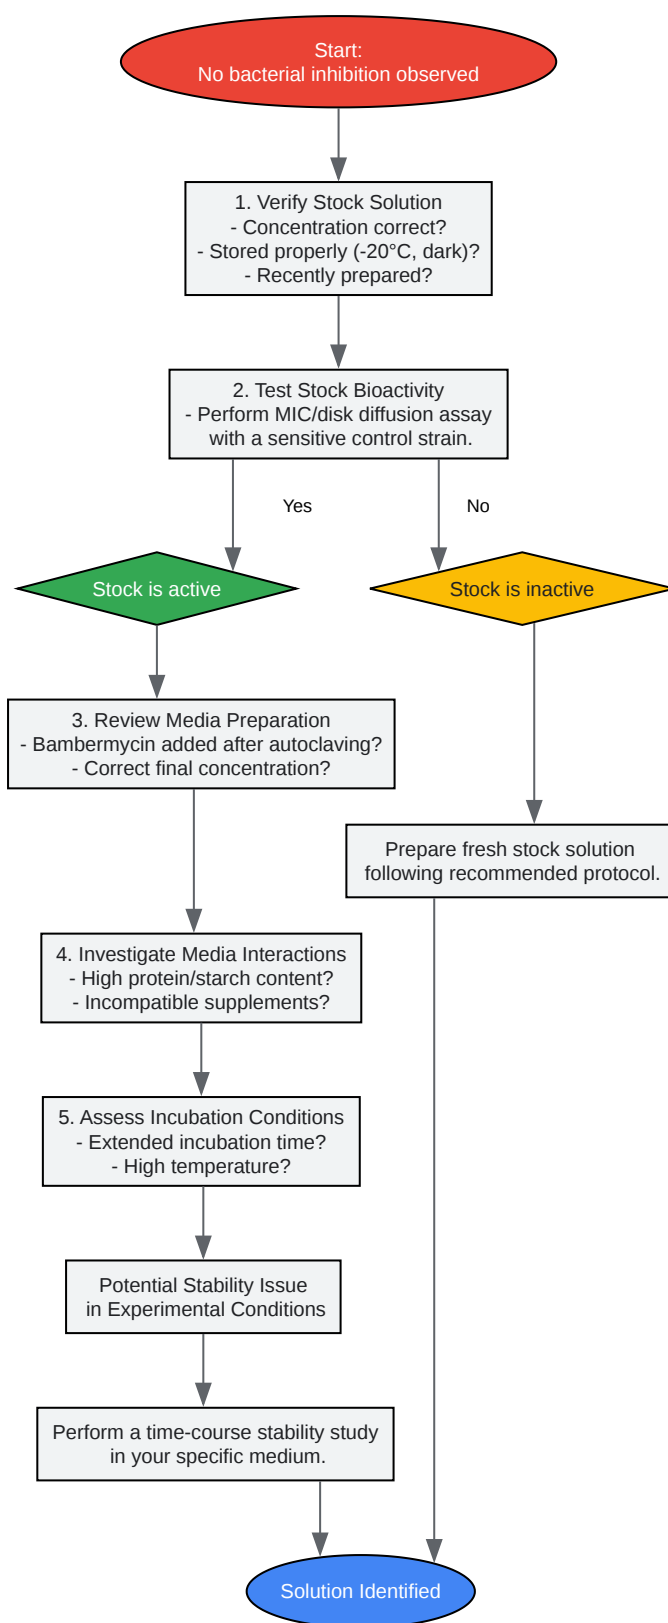 Start:
No bacterial inhibition observed
1. Verify Stock Solution
- Concentration correct?
- Stored properly (-20°C, dark)?
- Recently prepared?
2. Test Stock Bioactivity
- Perform MIC/disk diffusion assay
with a sensitive control strain.
Yes
No
Stock is active
Stock is inactive
3. Review Media Preparation
- Bambermycin added after autoclaving?
- Correct final concentration?
Prepare fresh stock solution
following recommended protocol.
4. Investigate Media Interactions
- High protein/starch content?
- Incompatible supplements?
5. Assess Incubation Conditions
- Extended incubation time?
- High temperature?
Potential Stability Issue
in Experimental Conditions
Perform a time-course stability study
in your specific medium.
Solution Identified